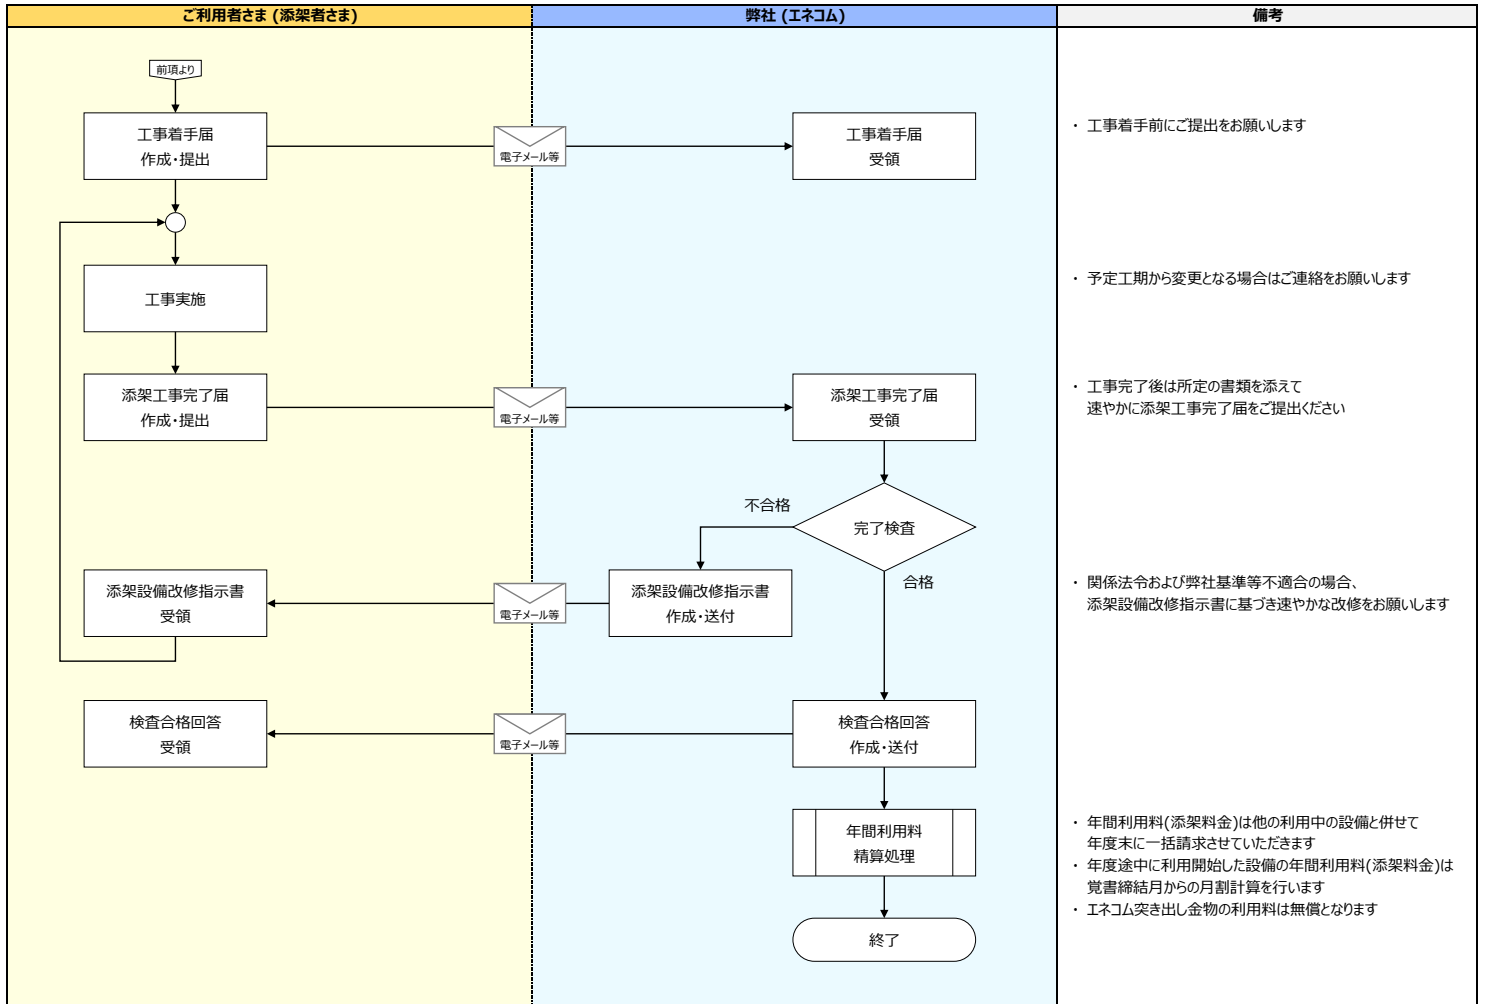 ご利用者さま (添架者さま)
弊社 (エネコム)
備考
前項より
工事着手届
作成・提出
電子メール等
工事着手届
受領
・ 工事着手前にご提出をお願いします
工事実施
・ 予定工期から変更となる場合はご連絡をお願いします
添架工事完了届
作成・提出
電子メール等
添架工事完了届
受領
・ 工事完了後は所定の書類を添えて
速やかに添架工事完了届をご提出ください
不合格
完了検査
合格
添架設備改修指示書
受領
電子メール等
添架設備改修指示書
作成・送付
・ 関係法令および弊社基準等不適合の場合、
添架設備改修指示書に基づき速やかな改修をお願いします
検査合格回答
受領
電子メール等
検査合格回答
作成・送付
年間利用料
精算処理
・ 年間利用料(添架料金)は他の利用中の設備と併せて
年度末に一括請求させていただきます
・ 年度途中に利用開始した設備の年間利用料(添架料金)は
覚書締結月からの月割計算を行います
・ エネコム突き出し金物の利用料は無償となります
終了